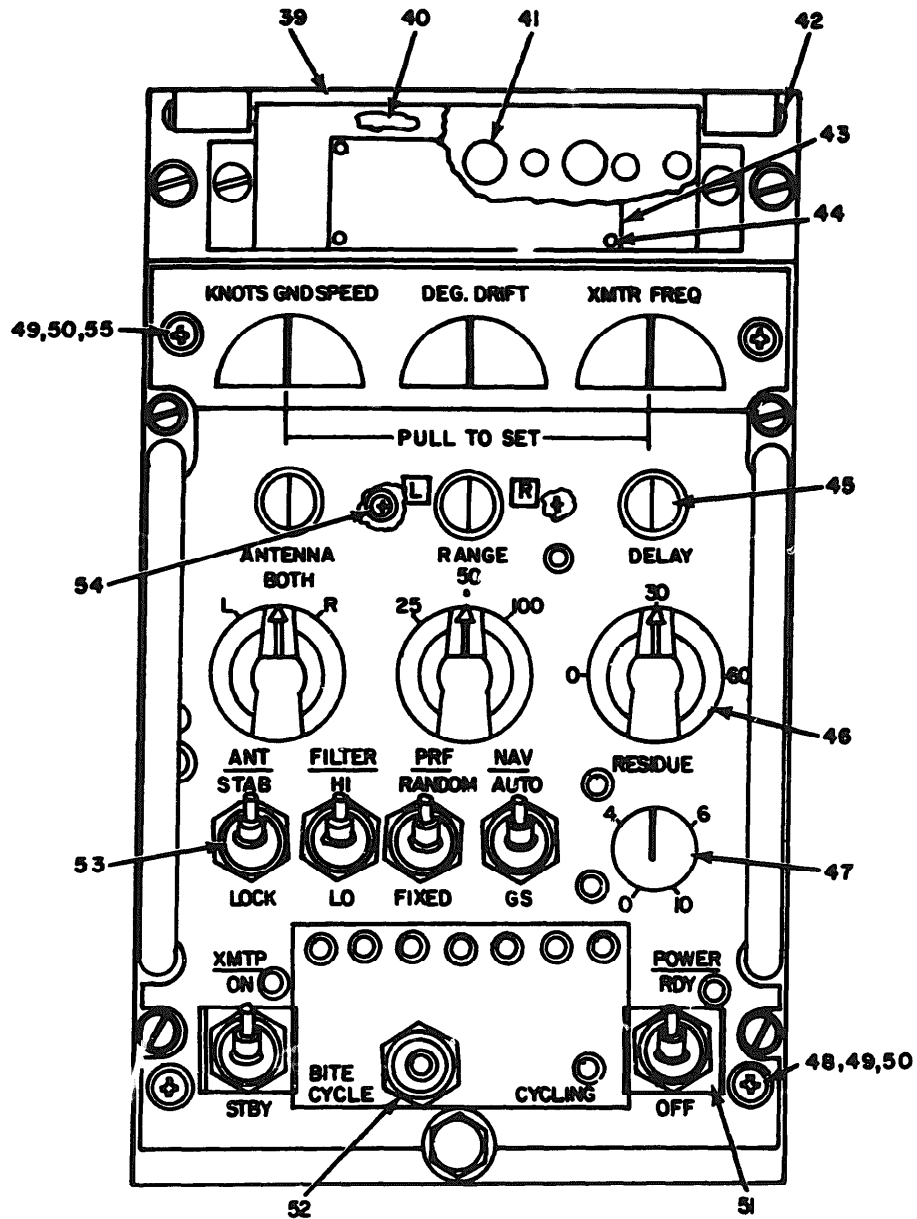 39 40 41 42
43
44
KNOTS GND SPEED DEG. DRIFT XMTR FREQ
49,50,55
PULL TO SET
L R
45
ANTENNA RANGE DELAY
54
BOTH 50 30
L R 25 100
0 60
46
ANT FILTER PRF NAV RESIDUE
STAB HI RANDOM AUTO
4 6
53 47
LOCK LO FIXED GS
0 10
XMTP POWER
ON RDY
48,49,50
BITE
CYCLE CYCLING
STBY OFF
52 51